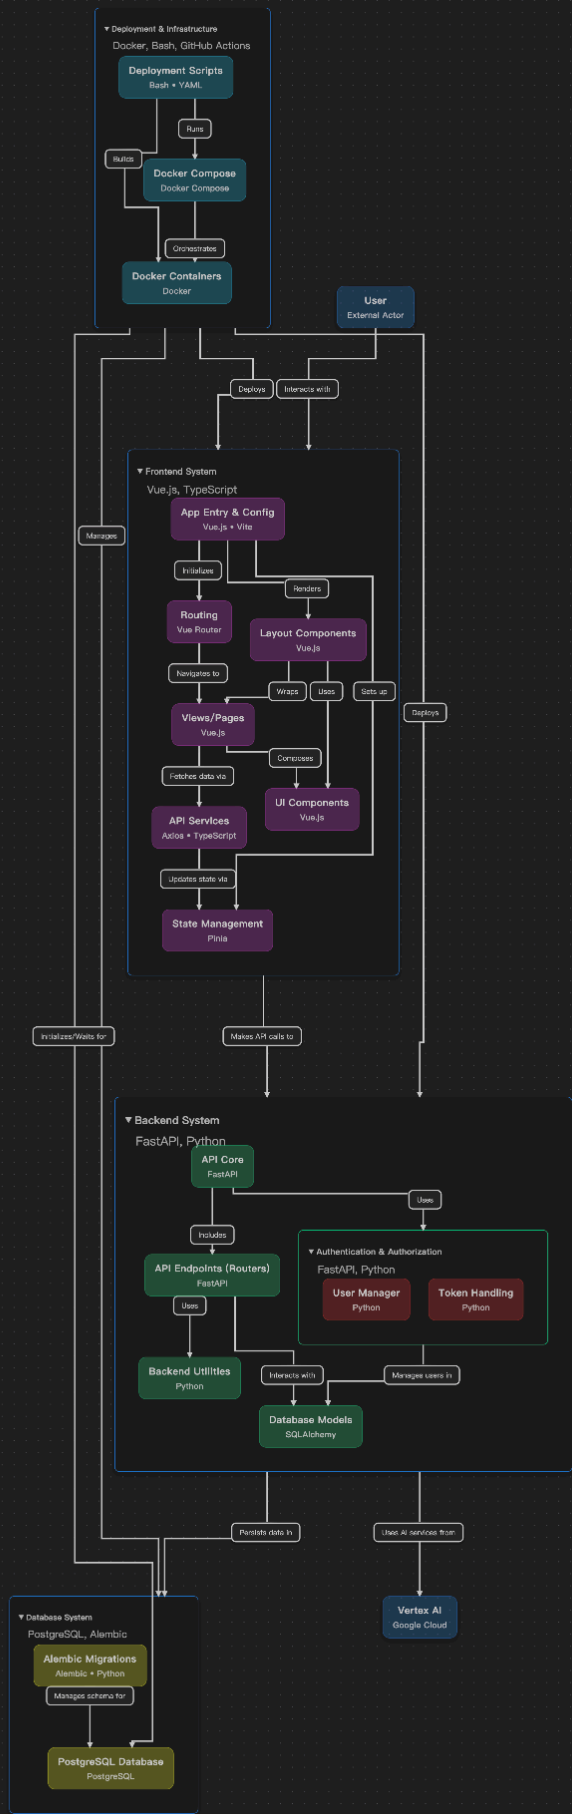 Deployment & Infrastructure
Docker, Bash, GitHub Actions
Deployment Scripts
Bash • YAML
Runs
Builds
Docker Compose
Docker Compose
Orchestrates
Docker Containers
Docker
User
External Actor
Deploys
Interacts with
Frontend System
Vue.js, TypeScript
App Entry & Config
Vue.js • Vite
Manages
Initializes
Renders
Routing
Vue Router
Layout Components
Vue.js
Navigates to
Wraps
Uses
Sets up
Deploys
Views/Pages
Vue.js
Composes
Fetches data via
UI Components
Vue.js
API Services
Axios • TypeScript
Updates state via
State Management
Pinia
Initializes/Waits for
Makes API calls to
Backend System
FastAPI, Python
API Core
FastAPI
Uses
Includes
Authentication & Authorization
FastAPI, Python
API Endpoints (Routers)
FastAPI
User Manager
Python
Token Handling
Python
Uses
Backend Utilities
Python
Interacts with
Manages users in
Database Models
SQLAlchemy
Persists data in
Uses AI services from
Database System
PostgreSQL, Alembic
Vertex AI
Google Cloud
Alembic Migrations
Alembic • Python
Manages schema for
PostgreSQL Database
PostgreSQL